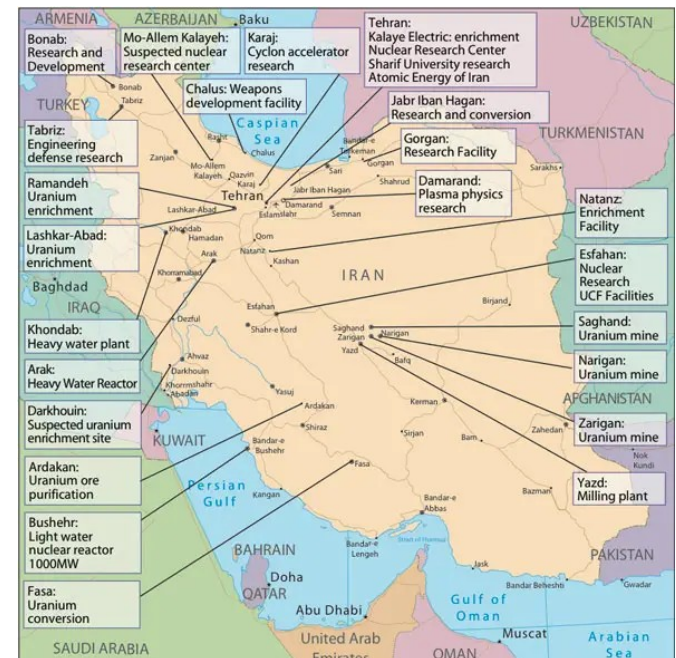 ARMENIA
AZERBAIJAN
Baku
UZBEKISTAN
Bonab:
Research and
Development
Mo-Allem Kalayeh:
Suspected nuclear
research center
Karaj:
Cyclon accelerator
research
Tehran:
Kalaye Electric: enrichment
Nuclear Research Center
Sharif University research
Atomic Energy of Iran
Chalus: Weapons
development facility
Jabr Iban Hagan:
Research and conversion
TURKEY
Bonab
Tabriz
Caspian
Sea
TURKMENISTAN
Tabriz:
Engineering
defense research
Gorgan:
Research Facility
Rasht
Chalus
Bandar-e
Turkeman
Gorgan
Zanjan
Mo-Allem
Kalayeh
Qazvin
Karaj
Sari
Shahrud
Sarakhs
Ramandeh
Uranium
enrichment
Tehran
Jabr Iban Hagan
Damarand
Damarand:
Plasma physics
research
Lashkar-Abad
Semnan
Natanz:
Enrichment
Facility
Lashkar-Abad:
Uranium
enrichment
Khondab
Hamadan
Qom
Natanz
Kashan
Arak
Khorramabad
IRAN
Esfahan:
Nuclear
Research
UCF Facilities
Baghdad
IRAQ
Birjand
Esfahan
Dezful
Shahr-e Kord
Saghand
Zarigan
Narigan
Yazd
Bafq
Saghand:
Uranium mine
Khondab:
Heavy water plant
Ahvaz
Darkhouin
Narigan:
Uranium mine
Arak:
Heavy Water Reactor
Khorrmshahr
Abadan
Yasuj
Ardakan
Kerman
AFGHANISTAN
Darkhouin:
Suspected uranium
enrichment site
Shiraz
Sirjan
Bam
Zahedan
Zarigan:
Uranium mine
KUWAIT
Bandar-e
Bushehr
Nok
Kundi
Ardakan:
Uranium ore
purification
Fasa
Persian
Gulf
Kangan
Bandar-e
Abbas
Bazman
Yazd:
Milling plant
Bushehr:
Light water
nuclear reactor
1000MW
BAHRAIN
Bandar-e
Lengeh
Strait of Hormuz
Jask
PAKISTAN
Doha
QATAR
Bandar Beheshti
Gwadar
Fasa:
Uranium
conversion
Abu Dhabi
Gulf of
Oman
SAUDI ARABIA
United Arab
Emirates
OMAN
Muscat
Arabian
Sea